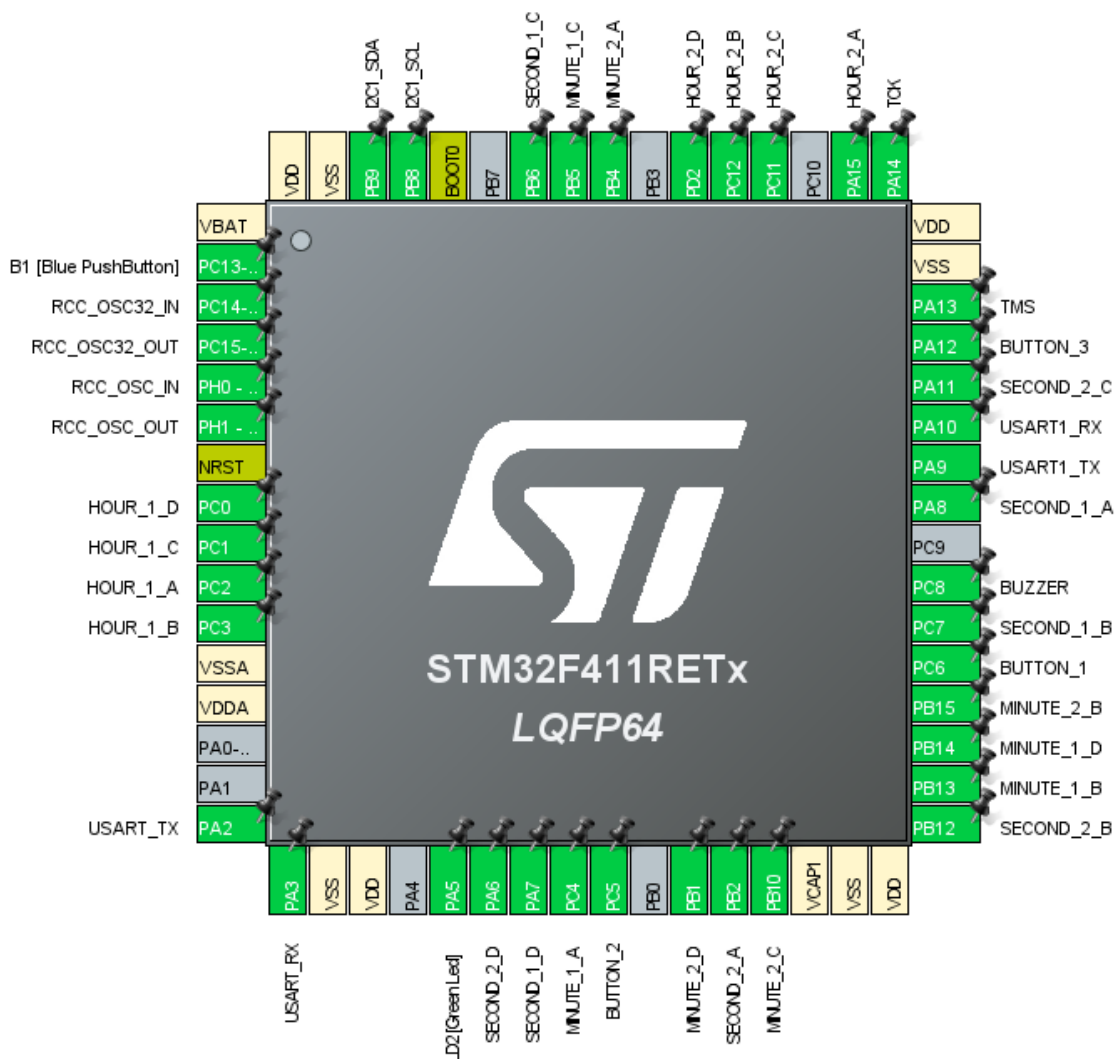 I2C1_SDA
I2C1_SCL
SECOND_1_C
MINUTE_1_C
MINUTE_2_A
HOUR_2_D
HOUR_2_B
HOUR_2_C
HOUR_2_A
TCK
VDD
VSS
PB9
PB8
BOOT0
PB7
PB6
PB5
PB4
PB3
PD2
PC12
PC11
PC10
PA15
PA14
VBAT
B1 [Blue PushButton] PC13-..
RCC_OSC32_IN PC14-..
RCC_OSC32_OUT PC15-..
RCC_OSC_IN PH0 - ..
RCC_OSC_OUT PH1 - ..
NRST
HOUR_1_D PC0
HOUR_1_C PC1
HOUR_1_A PC2
HOUR_1_B PC3
VSSA
VDDA
PA0-..
PA1
USART_TX PA2
ST
STM32F411RETx
LQFP64
VDD
VSS
PA13 TMS
PA12 BUTTON_3
PA11 SECOND_2_C
PA10 USART1_RX
PA9 USART1_TX
PA8 SECOND_1_A
PC9
PC8 BUZZER
PC7 SECOND_1_B
PC6 BUTTON_1
PB15 MINUTE_2_B
PB14 MINUTE_1_D
PB13 MINUTE_1_B
PB12 SECOND_2_B
PA3
VSS
VDD
PA4
PA5
PA6
PA7
PC4
PC5
PB0
PB1
PB2
PB10
VCAP1
VSS
VDD
USART_RX
LD2 [Green Led]
SECOND_2_D
SECOND_1_D
MINUTE_1_A
BUTTON_2
MINUTE_2_D
SECOND_2_A
MINUTE_2_C